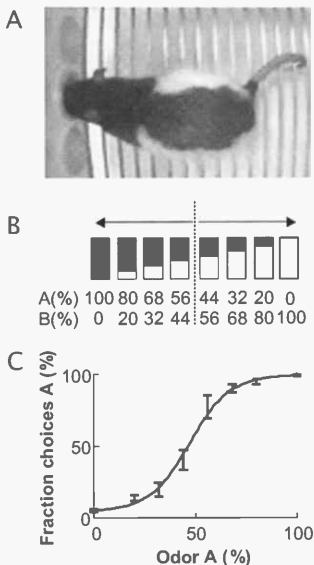 A
B
A(%) 100 80 68 56 44 32 20 0
B(%) 0 20 32 44 56 68 80 100
C
Fraction choices A (%)
100
50
0
0 50 100
Odor A (%)